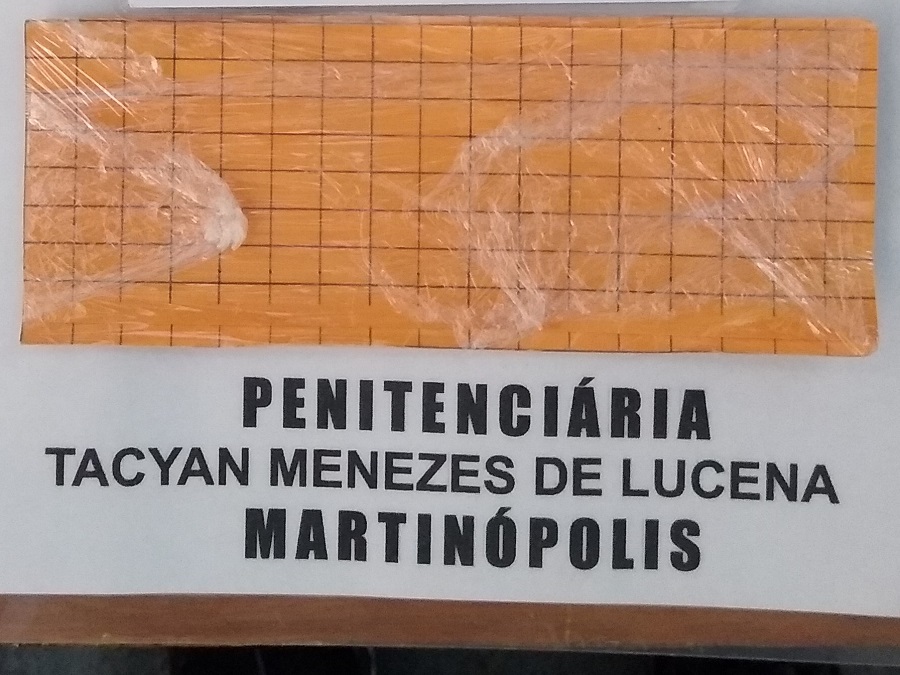 PENITENCIÁRIA
TACYAN MENEZES DE LUCENA
MARTINÓPOLIS